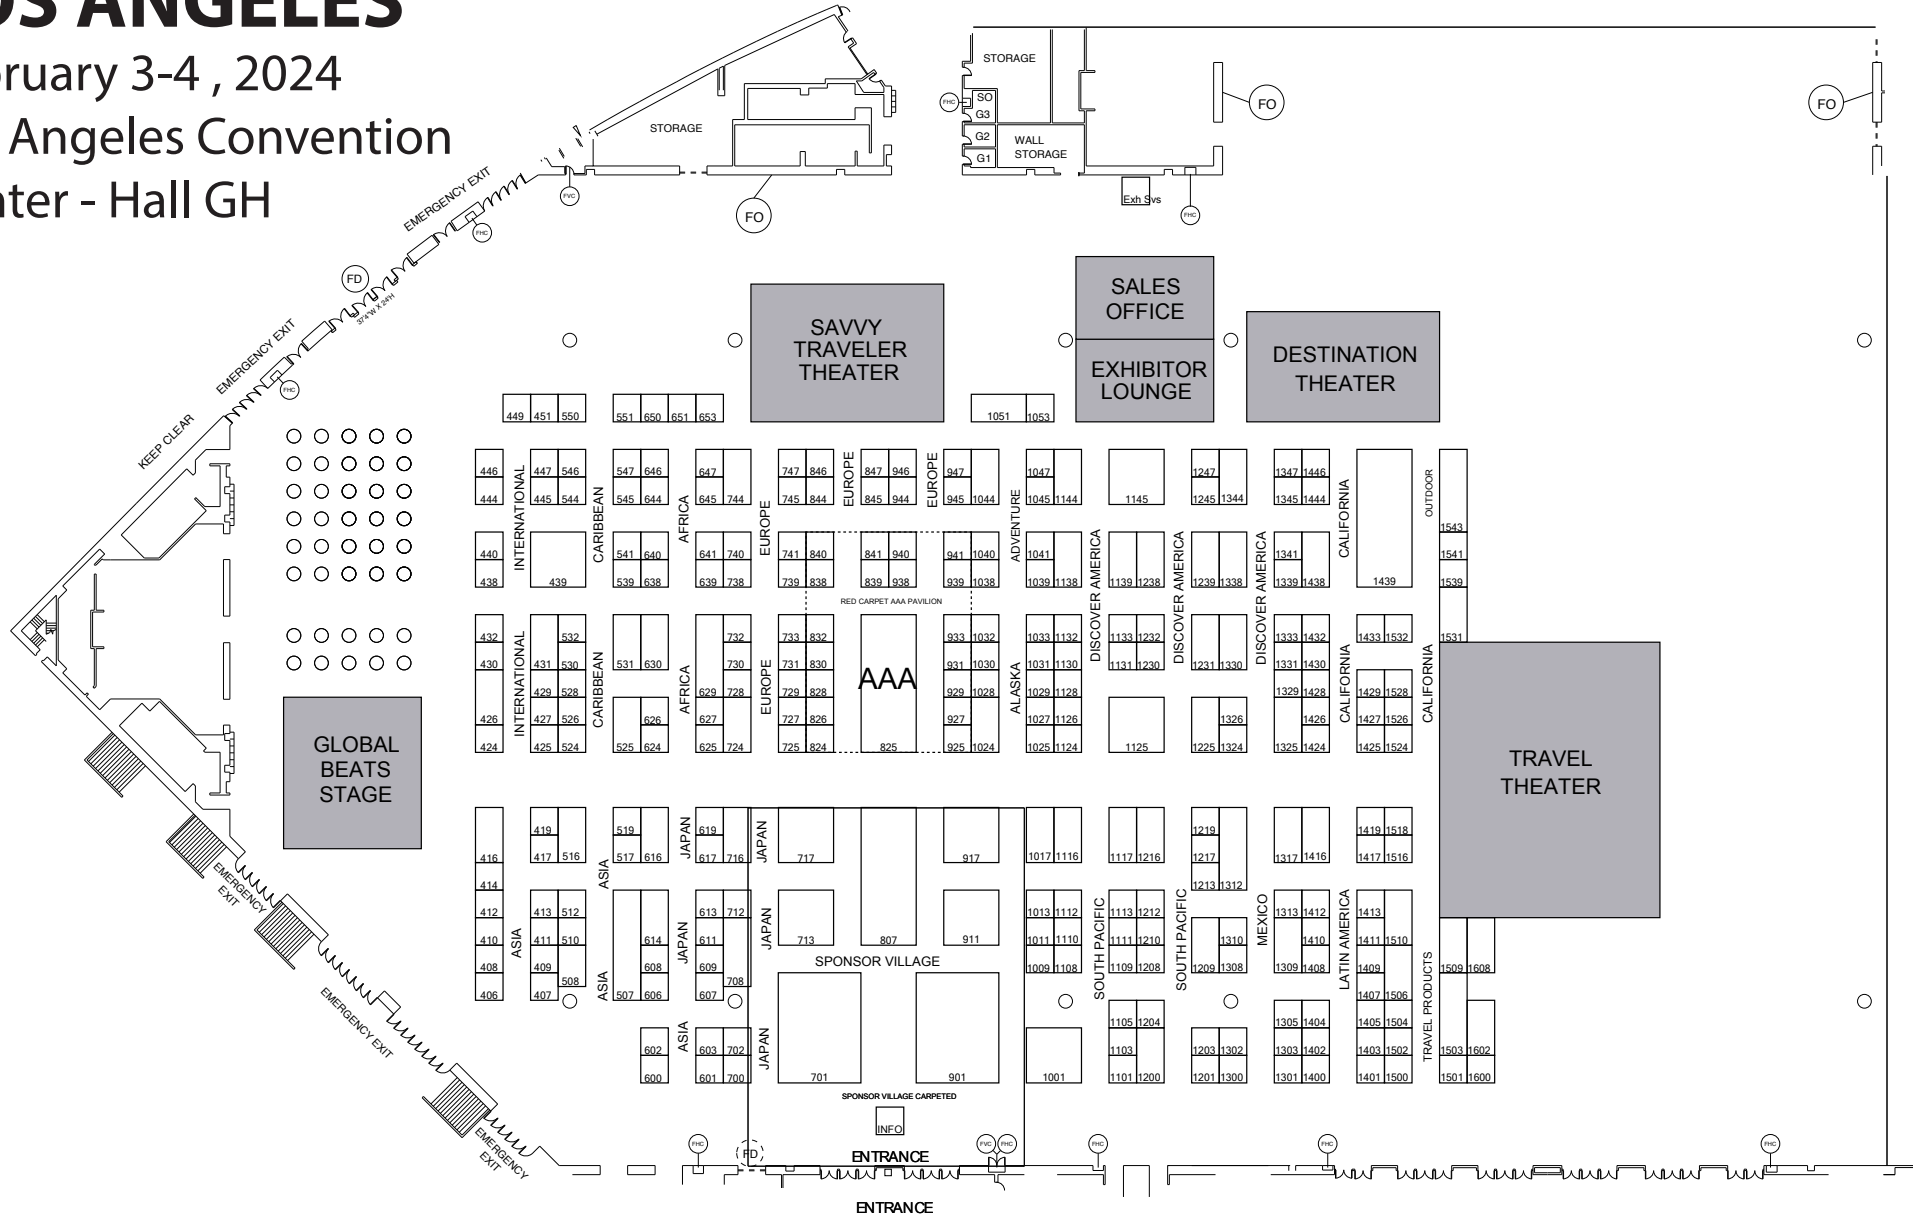 OS ANGELES
bruary 3-4 , 2024
Angeles Convention
nter - Hall GH
STORAGE
STORAGE
SO
G3
G2
G1
WALL
STORAGE
FHC
FO
FO
FO
FVC
FHC
Exh Svs
FHC
EMERGENCY EXIT
FD
37'4"W X 24'H
EMERGENCY EXIT
FHC
KEEP CLEAR
SAVVY
TRAVELER
THEATER
SALES
OFFICE
EXHIBITOR
LOUNGE
DESTINATION
THEATER
449 451 550 551 650 651 653 1051 1053
446 447 546 547 646 647 747 846 847 946 947 1047 1247 1347 1446
444 445 544 545 644 645 744 745 844 845 944 945 1044 1045 1144 1145 1245 1344 1345 1444
INTERNATIONAL
CARIBBEAN
AFRICA
EUROPE
EUROPE
EUROPE
ADVENTURE
DISCOVER AMERICA
DISCOVER AMERICA
DISCOVER AMERICA
CALIFORNIA
OUTDOOR
1543
440 541 640 641 740 741 840 841 940 941 1040 1041 1341 1541
438 439 539 638 639 738 739 838 839 938 939 1038 1039 1138 1139 1238 1239 1338 1339 1438 1439 1539
RED CARPET AAA PAVILION
432 532 732 733 832 933 1032 1033 1132 1133 1232 1333 1432 1433 1532 1531
430 431 530 531 630 730 731 830 931 1030 1031 1130 1131 1230 1231 1330 1331 1430
INTERNATIONAL
CARIBBEAN
AFRICA
EUROPE
AAA
ALASKA
CALIFORNIA
CALIFORNIA
429 528 629 728 729 828 929 1028 1029 1128 1329 1428 1429 1528
426 427 526 626 627 727 826 927 1027 1126 1326 1426 1427 1526
424 425 524 525 624 625 724 725 824 825 925 1024 1025 1124 1125 1225 1324 1325 1424 1425 1524
GLOBAL
BEATS
STAGE
TRAVEL
THEATER
419 519 619 1219 1419 1518
416 417 516 517 616 617 716 717 917 1017 1116 1117 1216 1217 1317 1416 1417 1516
JAPAN
JAPAN
ASIA
414 1213 1312
412 413 512 613 712 1013 1112 1113 1212 1313 1412 1413
410 411 510 614 611 713 807 911 1011 1110 1111 1210 1310 1410 1411 1510
ASIA
ASIA
JAPAN
JAPAN
SOUTH PACIFIC
SOUTH PACIFIC
MEXICO
LATIN AMERICA
TRAVEL PRODUCTS
SPONSOR VILLAGE
408 409 608 609 1009 1108 1109 1208 1209 1308 1309 1408 1409 1509 1608
508 708
406 407 507 606 607 1407 1506
1105 1204 1305 1404 1405 1504
ASIA
JAPAN
602 603 702 1103 1203 1302 1303 1402 1403 1502 1503 1602
600 601 700 701 901 1001 1101 1200 1201 1300 1301 1400 1401 1500 1501 1600
SPONSOR VILLAGE CARPETED
INFO
EMERGENCY
EXIT
EMERGENCY EXIT
EMERGENCY
EXIT
FHC
FD
FVC
FHC
FHC
FHC
FHC
ENTRANCE
ENTRANCE